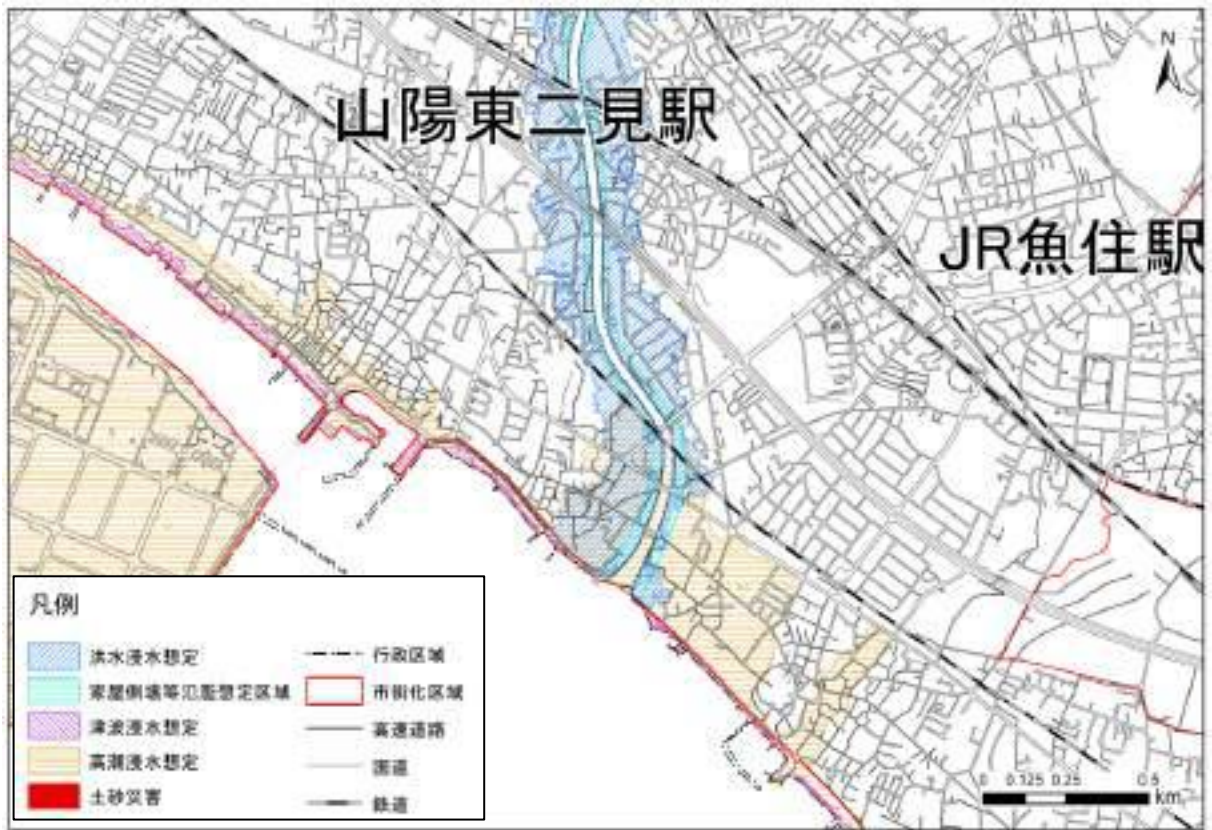 山陽東二見駅
N
JR魚住駅
凡例
洪水浸水想定
家屋倒壊等氾濫想定区域
津波浸水想定
高潮浸水想定
土砂災害
行政区域
市街化区域
高速道路
国道
鉄道
0 0.125 0.25 0.5
km